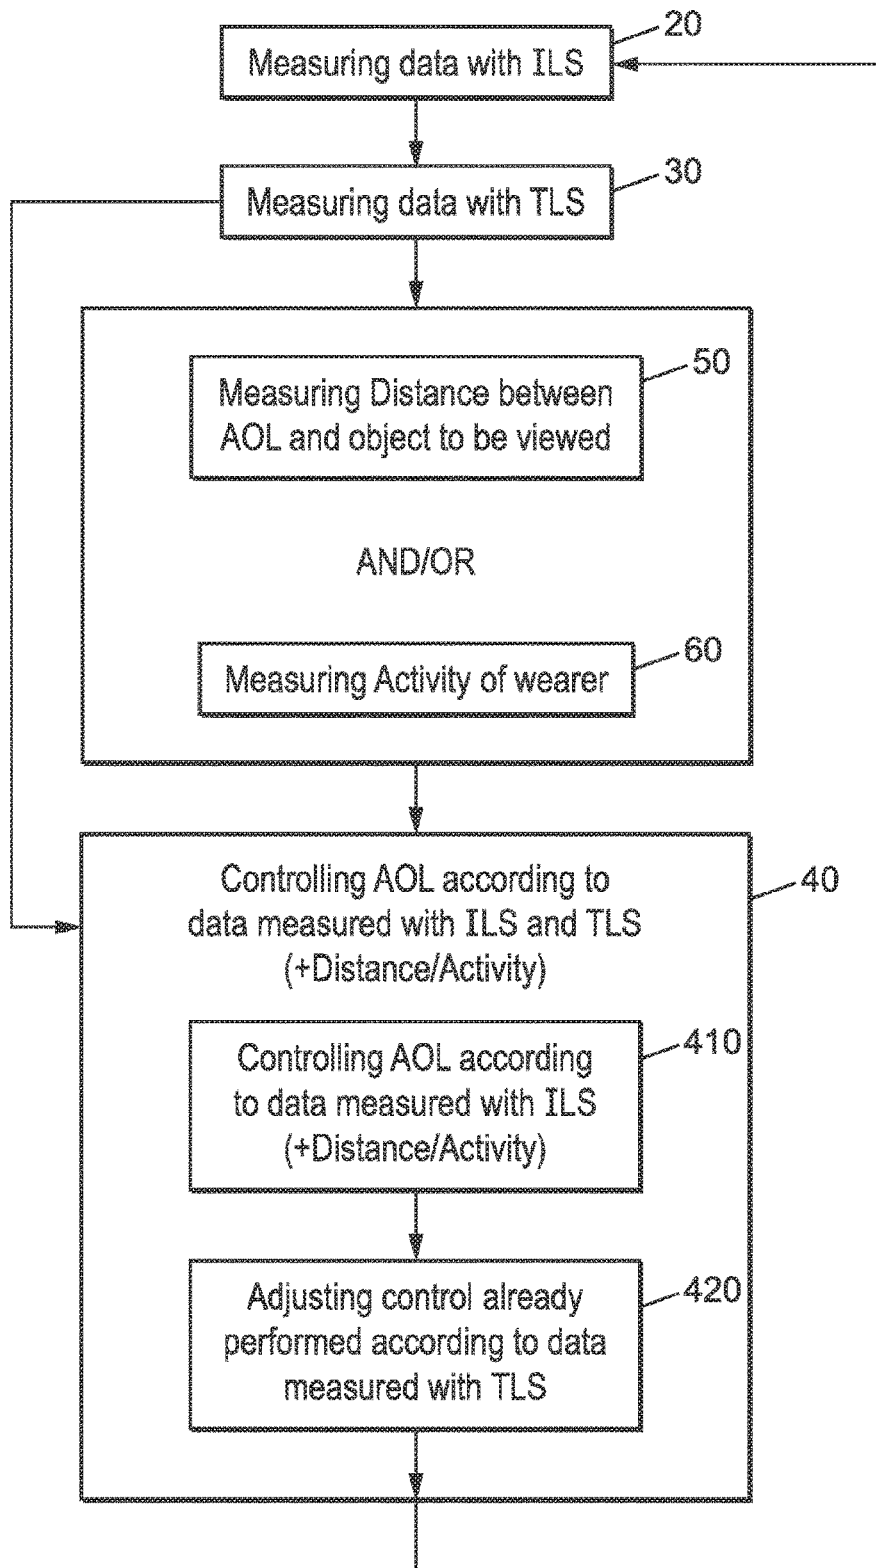 20
Measuring data with ILS
30
Measuring data with TLS
50
Measuring Distance between
AOL and object to be viewed
AND/OR
60
Measuring Activity of wearer
40
Controlling AOL according to
data measured with ILS and TLS
(+Distance/Activity)
410
Controlling AOL according
to data measured with ILS
(+Distance/Activity)
420
Adjusting control already
performed according to data
measured with TLS